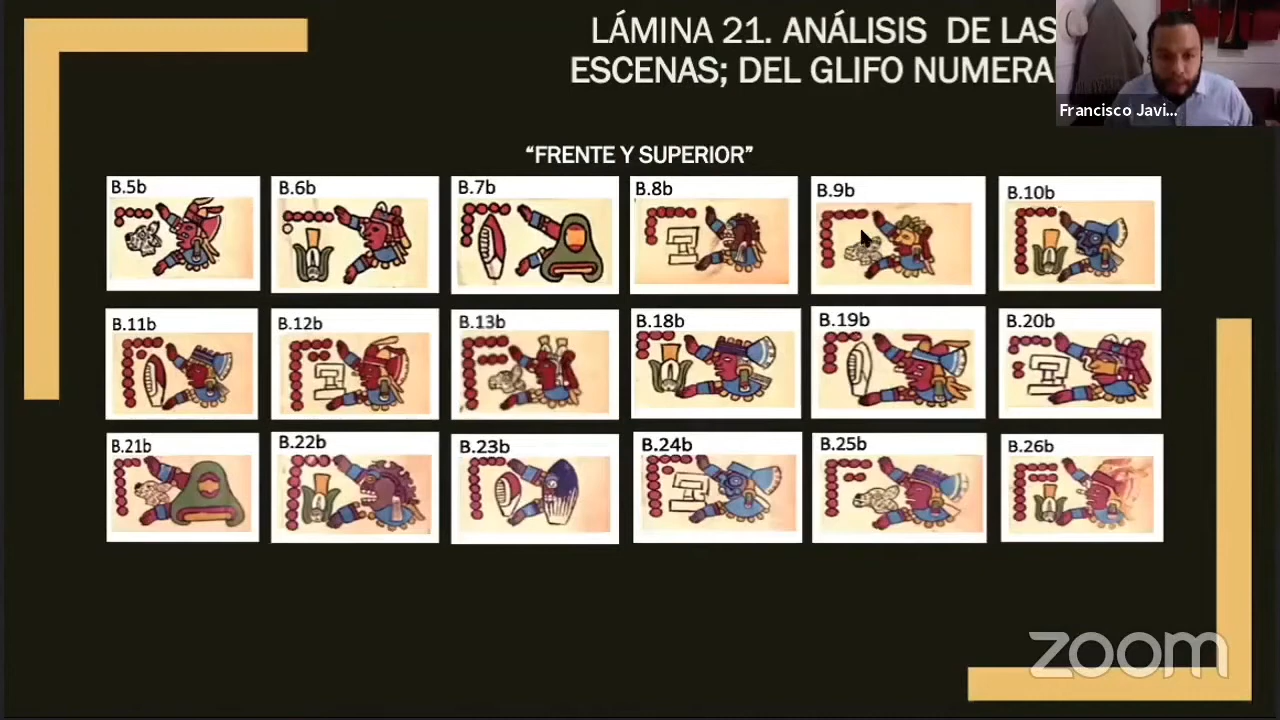 LÁMINA 21. ANÁLISIS DE LAS
ESCENAS; DEL GLIFO NUMERA
Francisco Javi...
“FRENTE Y SUPERIOR”
B.5b
B.6b
B.7b
B.8b
B.9b
B.10b
B.11b
B.12b
B.13b
B.18b
B.19b
B.20b
B.21b
B.22b
B.23b
B.24b
B.25b
B.26b
zoom